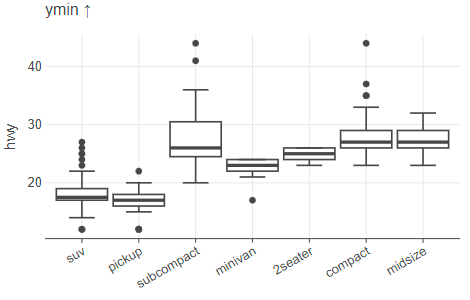 ymin ↑
hwy
40
30
20
suv
pickup
subcompact
minivan
2seater
compact
midsize